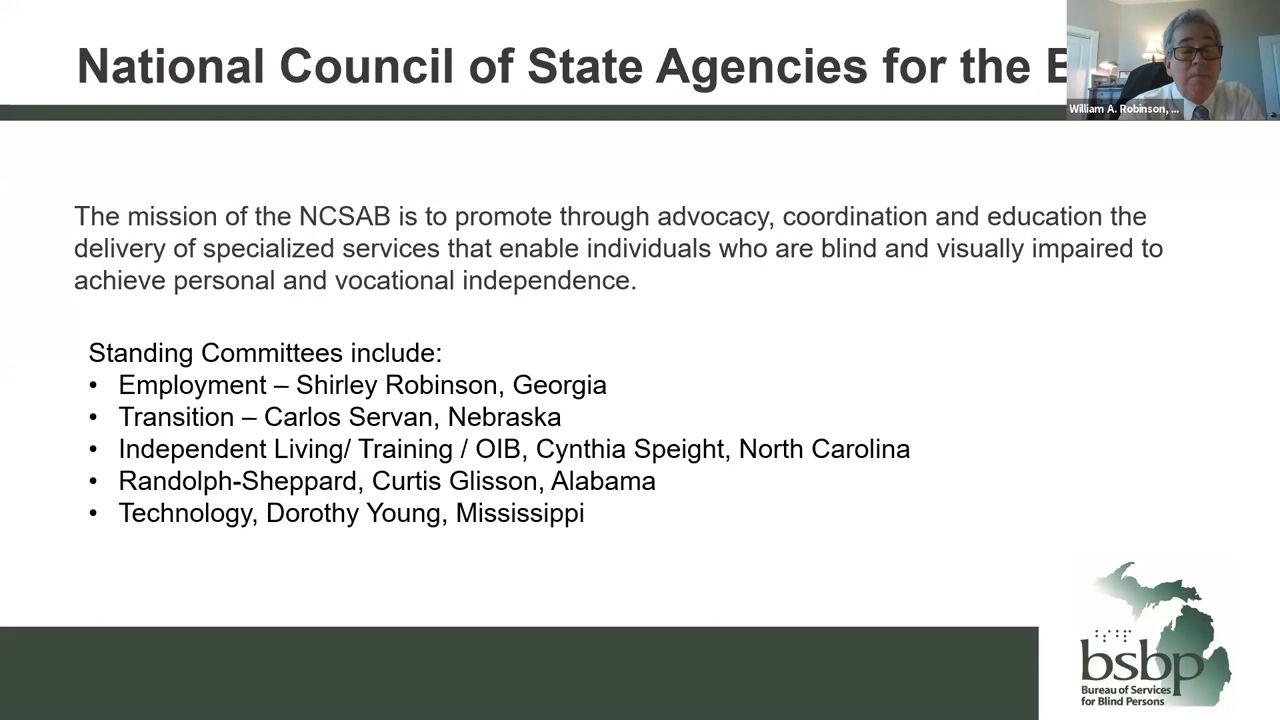 National Council of State Agencies for the
William A. Robinson, ...
The mission of the NCSAB is to promote through advocacy, coordination and education the
delivery of specialized services that enable individuals who are blind and visually impaired to
achieve personal and vocational independence.
Standing Committees include:
• Employment – Shirley Robinson, Georgia
• Transition – Carlos Servan, Nebraska
• Independent Living/ Training / OIB, Cynthia Speight, North Carolina
• Randolph-Sheppard, Curtis Glisson, Alabama
• Technology, Dorothy Young, Mississippi
bsbp
Bureau of Services
for Blind Persons